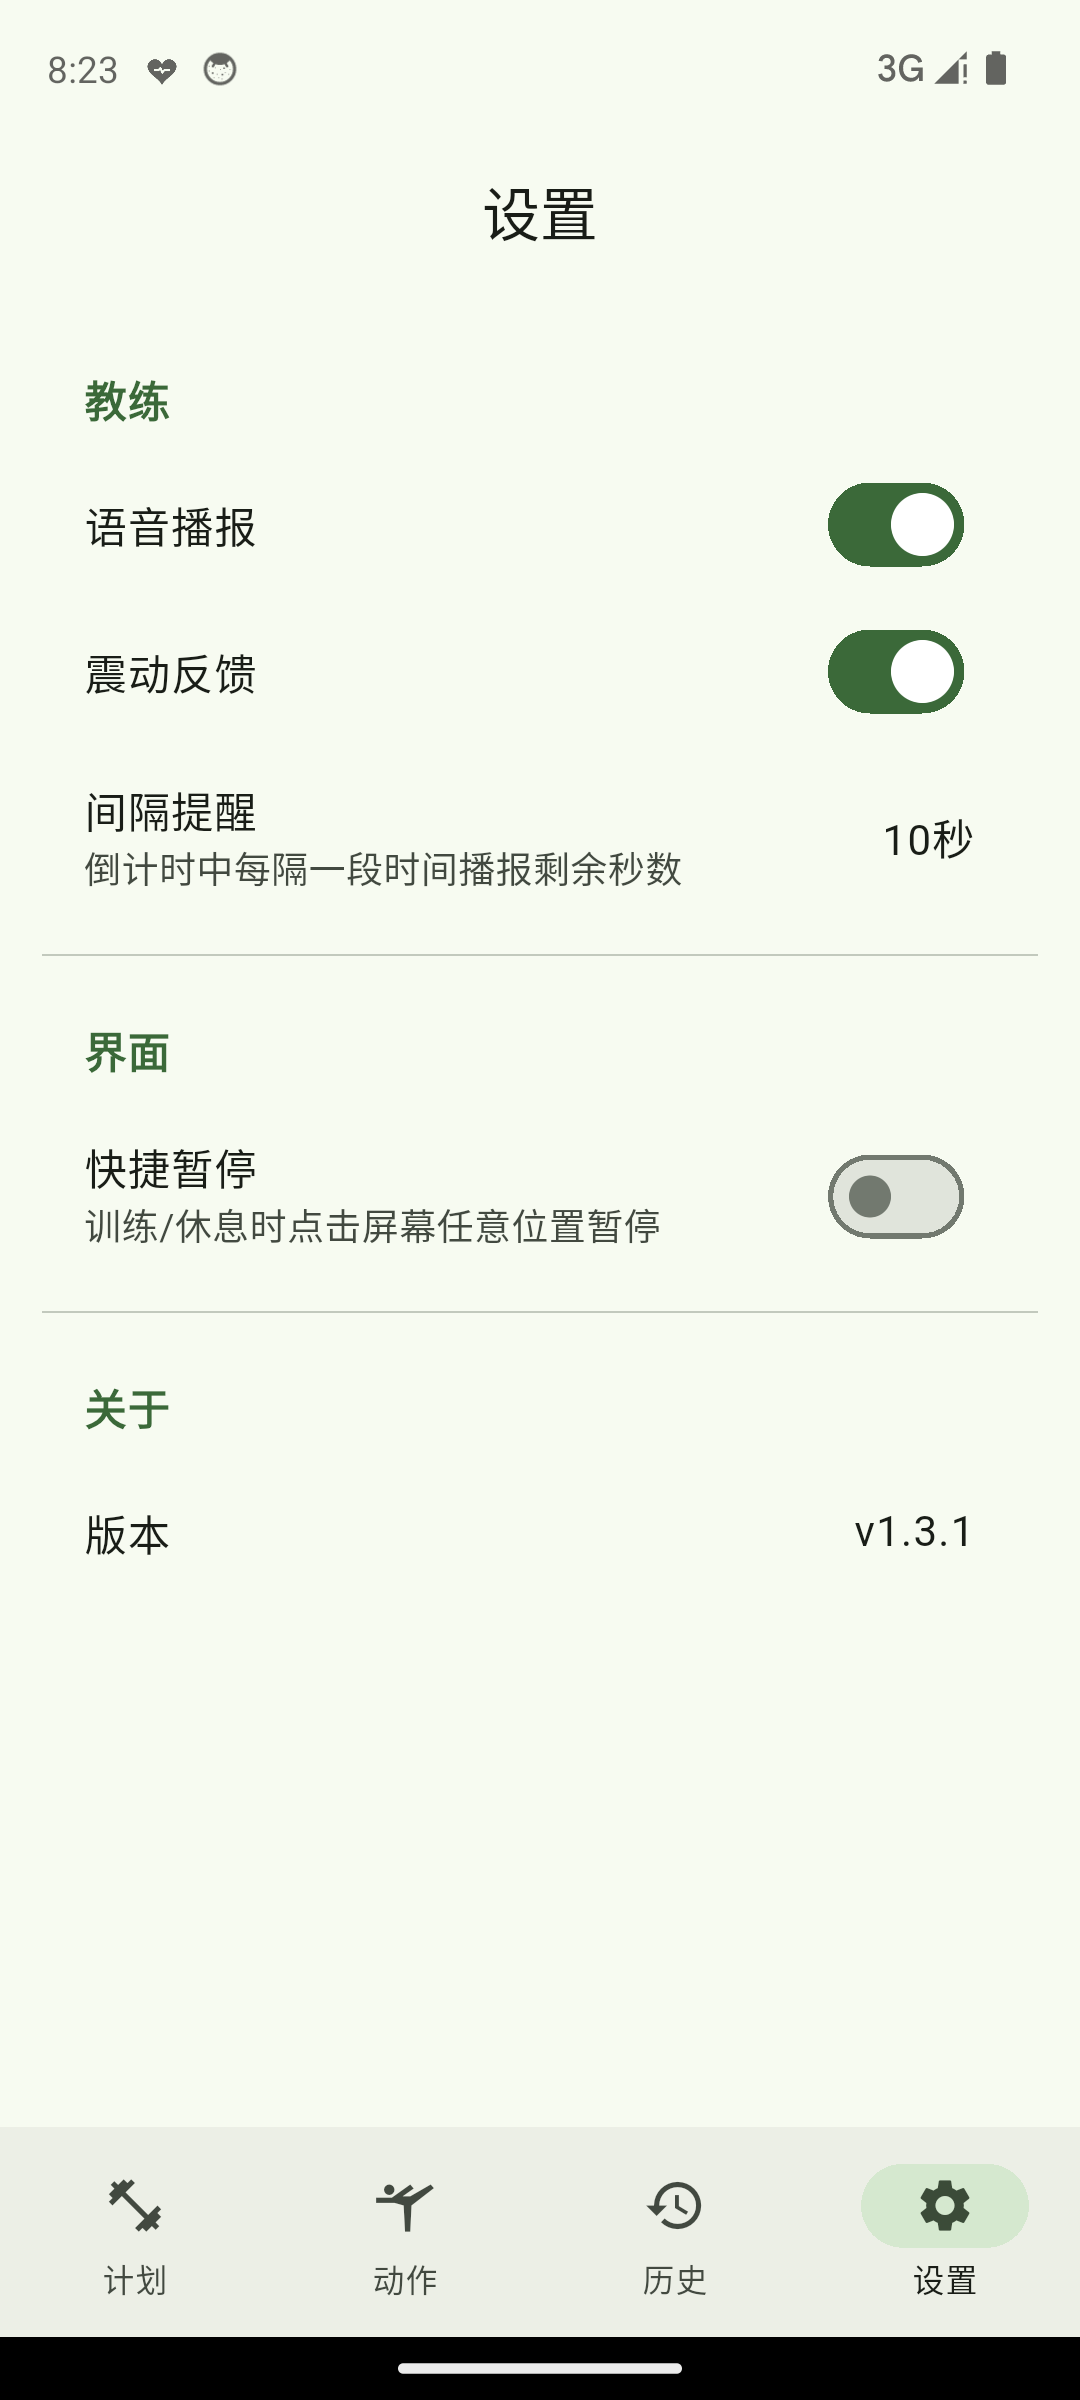 8:23
3G
设置
教练
语音播报
震动反馈
间隔提醒
倒计时中每隔一段时间播报剩余秒数
10秒
界面
快捷暂停
训练/休息时点击屏幕任意位置暂停
关于
版本
v1.3.1
计划
动作
历史
设置